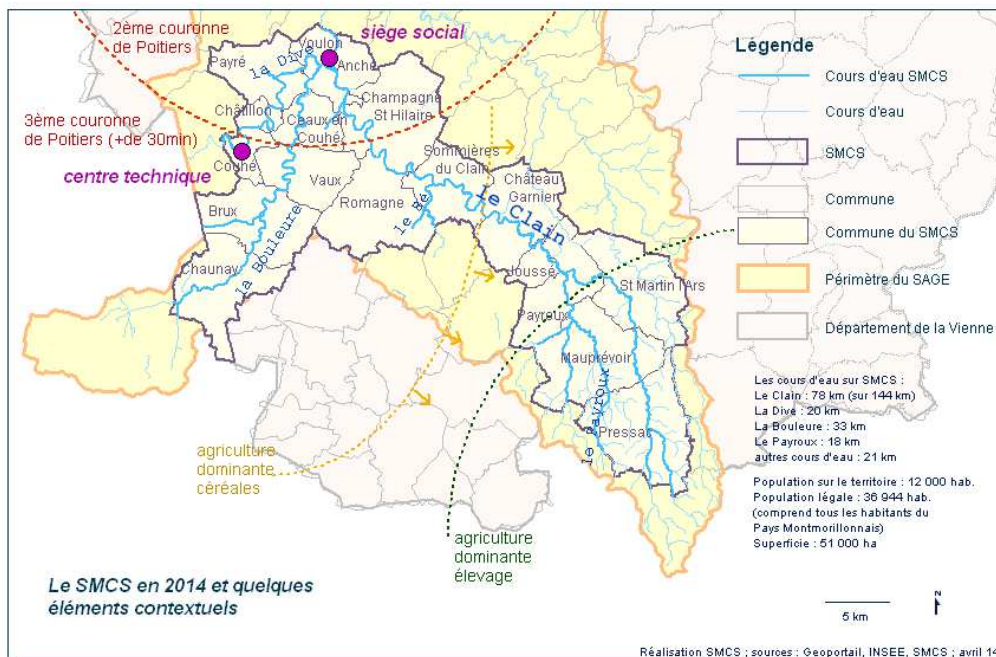 2ème couronne
de Poitiers
siège social
Voulon
Payré
la Dive
Anché
Champagne
St Hilaire
Châtillon
Ceaux en
Couhé
3ème couronne
de Poitiers (+de 30min)
Couhé
centre technique
Sommières
du Clain
Château
Garnier
Vaux
Romagne
le Bé
le Clain
Brux
la Bouleure
Chaunay
Joussé
St Martin l'Ars
Payroux
Mauprévoir
le Payroux
Pressac
agriculture
dominante
céréales
agriculture
dominante
élevage
Légende
Cours d'eau SMCS
Cours d'eau
SMCS
Commune
Commune du SMCS
Périmètre du SAGE
Département de la Vienne
Les cours d'eau sur SMCS :
Le Clain : 78 km (sur 144 km)
La Dive : 20 km
La Bouleure : 33 km
Le Payroux : 18 km
autres cours d'eau : 21 km
Population sur le territoire : 12 000 hab.
Population légale : 36 944 hab.
(comprend tous les habitants du
Pays Montmorillonnais)
Superficie : 51 000 ha
Le SMCS en 2014 et quelques
éléments contextuels
5 km
N
Réalisation SMCS ; sources : Geoportail, INSEE, SMCS ; avril 14